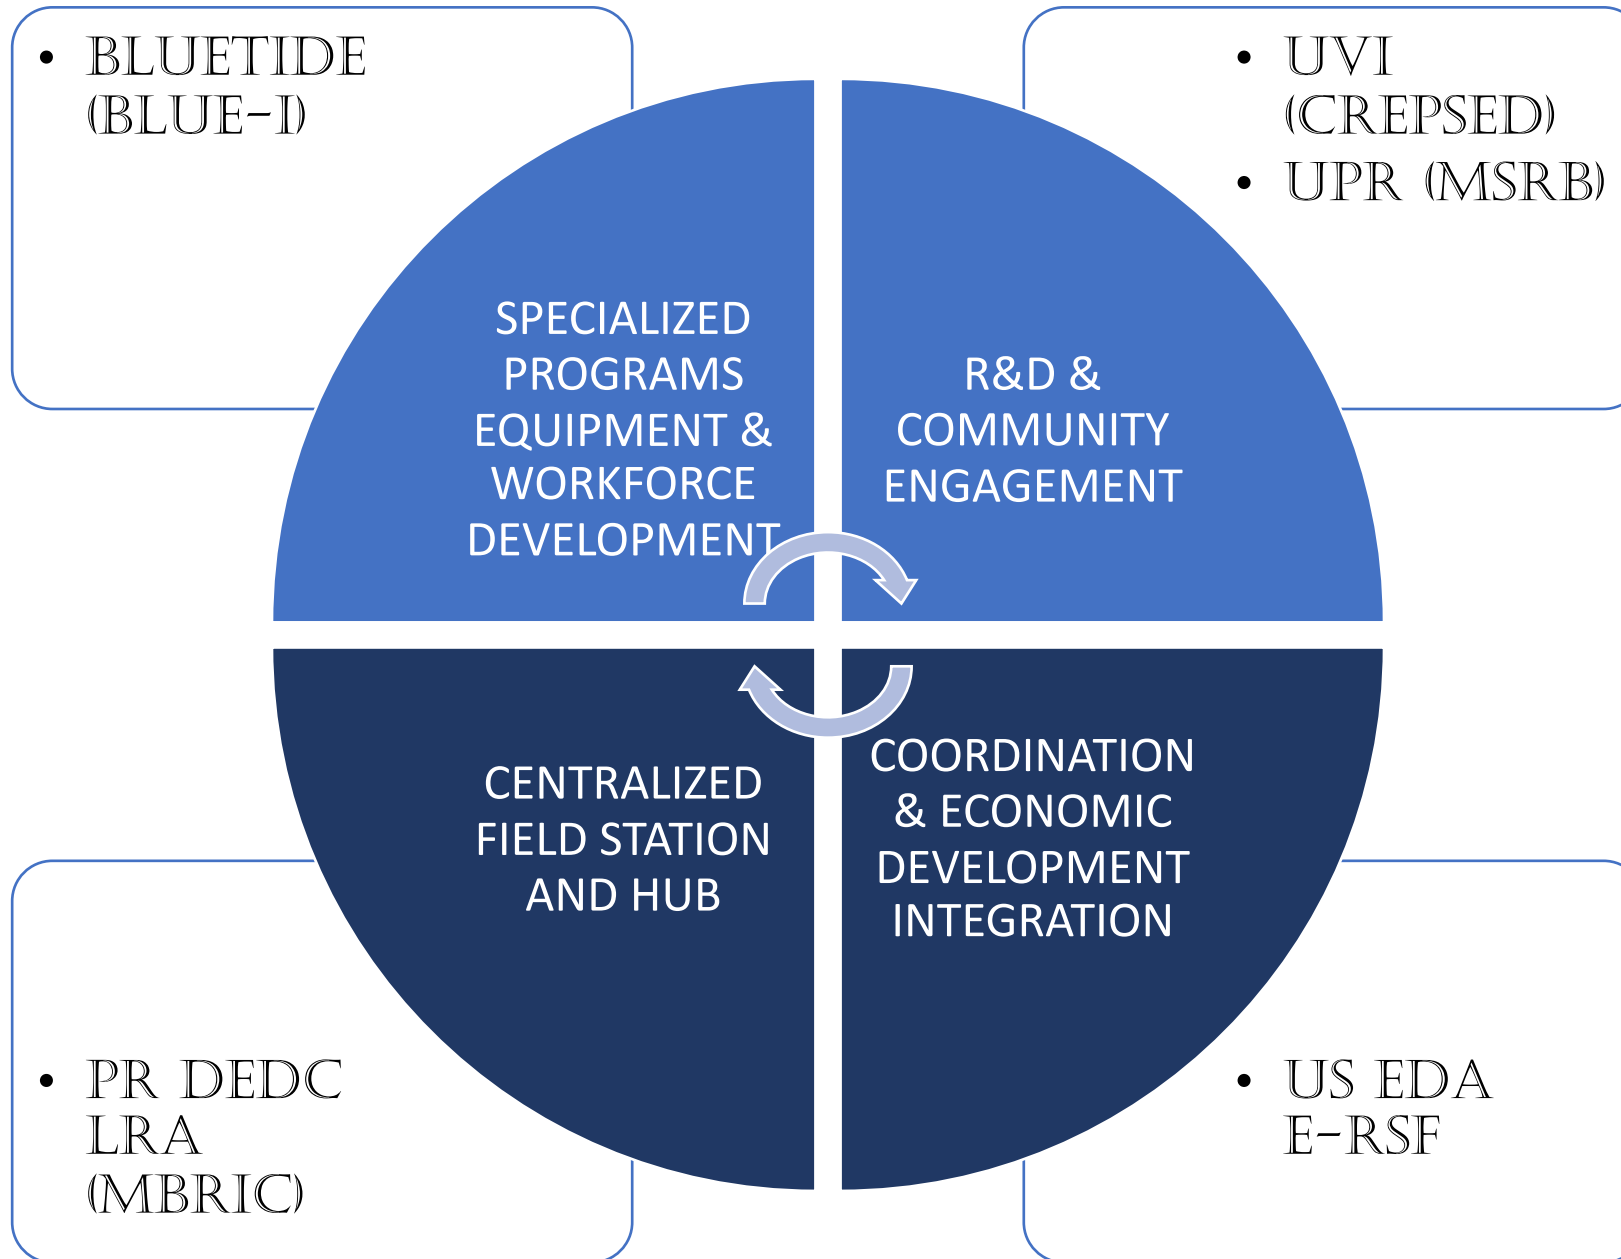 • BLUETIDE
(BLUE-I)
• UVI
(CREPSED)
• UPR (MSRB)
SPECIALIZED
PROGRAMS
EQUIPMENT &
WORKFORCE
DEVELOPMENT
R&D &
COMMUNITY
ENGAGEMENT
CENTRALIZED
FIELD STATION
AND HUB
COORDINATION
& ECONOMIC
DEVELOPMENT
INTEGRATION
• PR DEDC
LRA
(MBRIC)
• US EDA
E-RSF